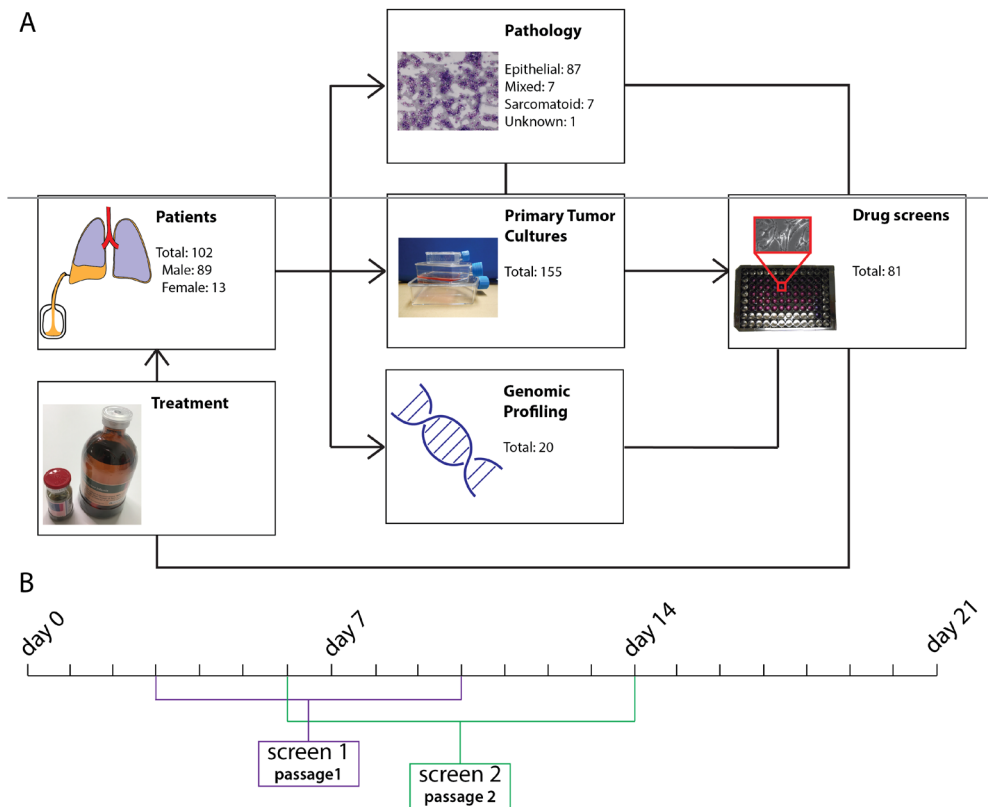 A
Pathology
Epithelial: 87
Mixed: 7
Sarcomatoid: 7
Unknown: 1
Patients
Total: 102
Male: 89
Female: 13
Primary Tumor
Cultures
Total: 155
Drug screens
Total: 81
Treatment
Genomic
Profiling
Total: 20
B
day 0
day 7
day 14
day 21
screen 1
passage1
screen 2
passage 2